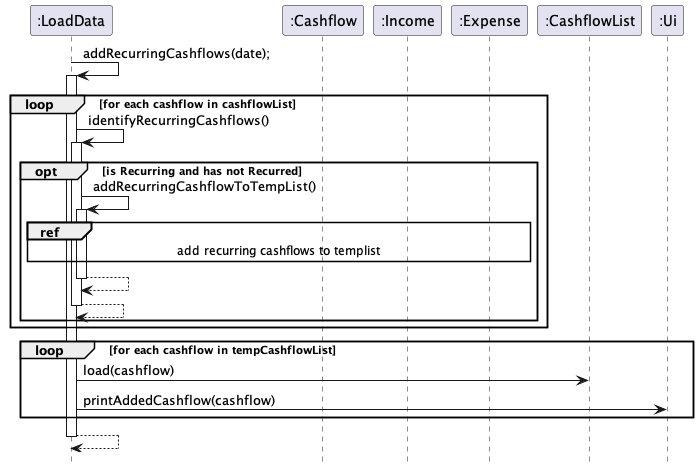 :LoadData :Cashflow :Income :Expense :CashflowList :Ui
addRecurringCashflows(date);
loop [for each cashflow in cashflowList]
identifyRecurringCashflows()
opt [is Recurring and has not Recurred]
addRecurringCashflowToTempList()
ref
add recurring cashflows to templist
loop [for each cashflow in tempCashflowList]
load(cashflow)
printAddedCashflow(cashflow)